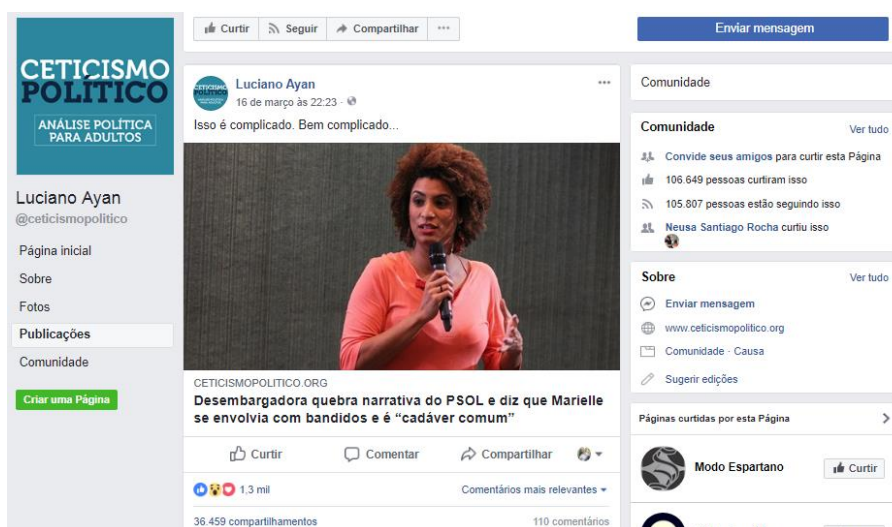 CETICISMO
POLÍTICO
ANÁLISE POLÍTICA
PARA ADULTOS
Luciano Ayan
@ceticismopolitico
Página inicial
Sobre
Fotos
Publicações
Comunidade
Criar uma Página
Curtir
Seguir
Compartilhar
Luciano Ayan
16 de março às 22:23
Isso é complicado. Bem complicado...
CETICISMOPOLITICO.ORG
Desembargadora quebra narrativa do PSOL e diz que Marielle
se envolvia com bandidos e é “cadáver comum”
Curtir
Comentar
Compartilhar
1,3 mil
Comentários mais relevantes
36.459 compartilhamentos
110 comentários
Enviar mensagem
Comunidade
Comunidade
Ver tudo
Convide seus amigos para curtir esta Página
106.649 pessoas curtiram isso
105.807 pessoas estão seguindo isso
Neusa Santiago Rocha curtiu isso
Sobre
Ver tudo
Enviar mensagem
www.ceticismopolitico.org
Comunidade · Causa
Sugerir edições
Páginas curtidas por esta Página
Modo Espartano
Curtir